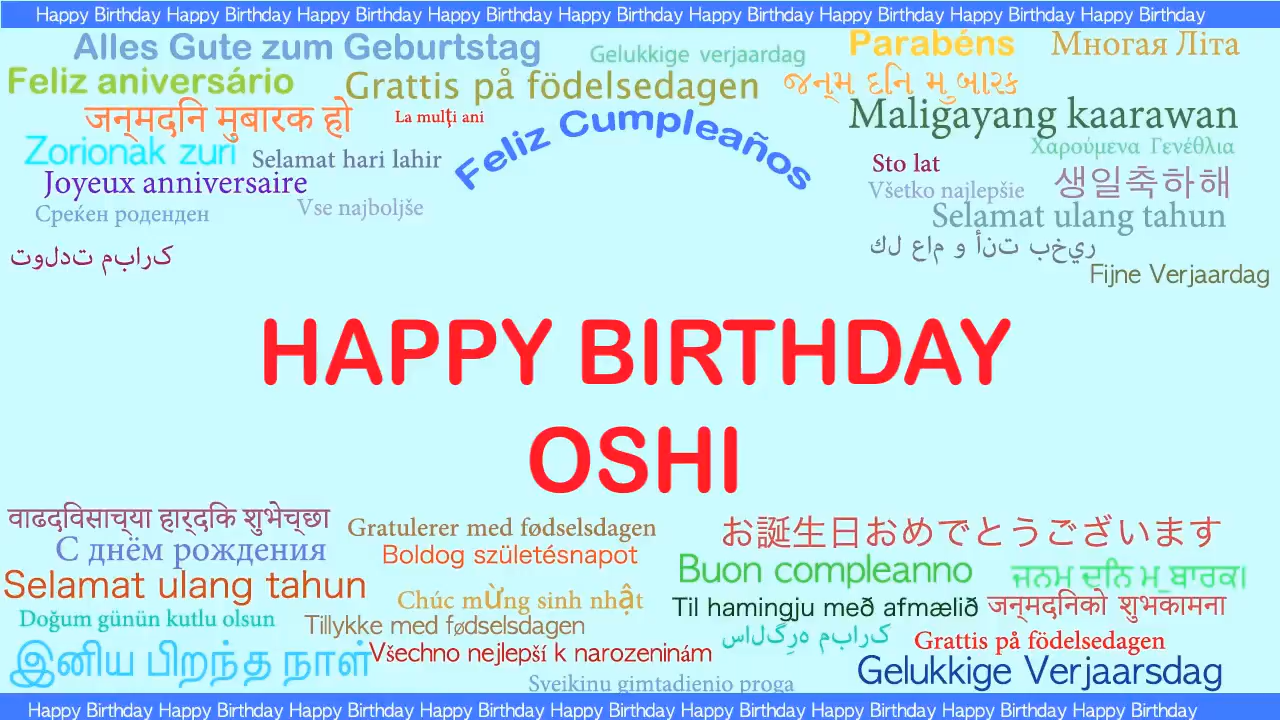 Happy Birthday Happy Birthday Happy Birthday Happy Birthday Happy Birthday Happy Birthday Happy Birthday Happy Birthday Happy Birthday
Alles Gute zum Geburtstag
Gelukkige verjaardag
Parabéns
Многая Літа
Feliz aniversário
Grattis på födelsedagen
જન્મ દિન મુબારક
जन्मदिन मुबारक हो
La mulţi ani
Feliz Cumpleaños
Maligayang kaarawan
Zorionak zuri
Selamat hari lahir
Χαρούμενα Γενέθλια
Sto lat
Joyeux anniversaire
Všetko najlepšie
생일축하해
Среќен роденден
Vse najboljše
Selamat ulang tahun
تولدت مبارک
كل عام و أنت بخير
Fijne Verjaardag
HAPPY BIRTHDAY
OSHI
वाढदिवसाच्या हार्दिक शुभेच्छा
Gratulerer med fødselsdagen
お誕生日おめでとうございます
С днём рождения
Boldog születésnapot
Buon compleanno
ਜਨਮ ਦਿਨ ਮੁਬਾਰਕ।
Selamat ulang tahun
Chúc mừng sinh nhật
Til hamingju með afmælið
जन्मदिनको शुभकामना
Doğum günün kutlu olsun
Tillykke med fødselsdagen
سالگرہ مبارک
Grattis på födelsedagen
இனிய பிறந்த நாள்
Všechno nejlepší k narozeninám
Gelukkige Verjaarsdag
Sveikinu gimtadienio proga
Happy Birthday Happy Birthday Happy Birthday Happy Birthday Happy Birthday Happy Birthday Happy Birthday Happy Birthday Happy Birthday